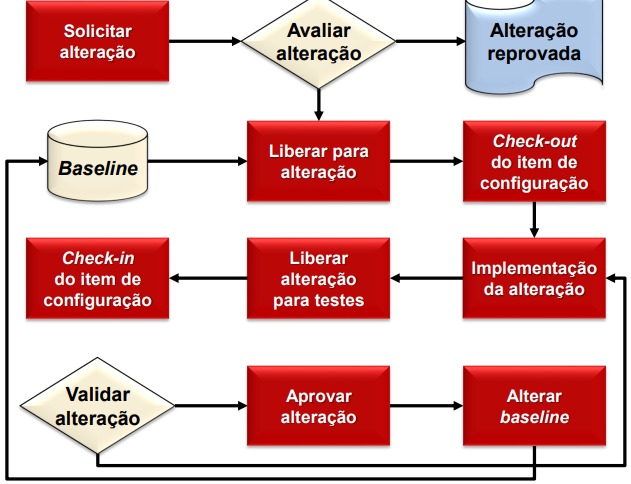 Solicitar
alteração
Avaliar
alteração
Alteração
reprovada
Baseline
Liberar para
alteração
Check-out
do item de
configuração
Check-in
do item de
configuração
Liberar
alteração
para testes
Implementação
da alteração
Validar
alteração
Aprovar
alteração
Alterar
baseline